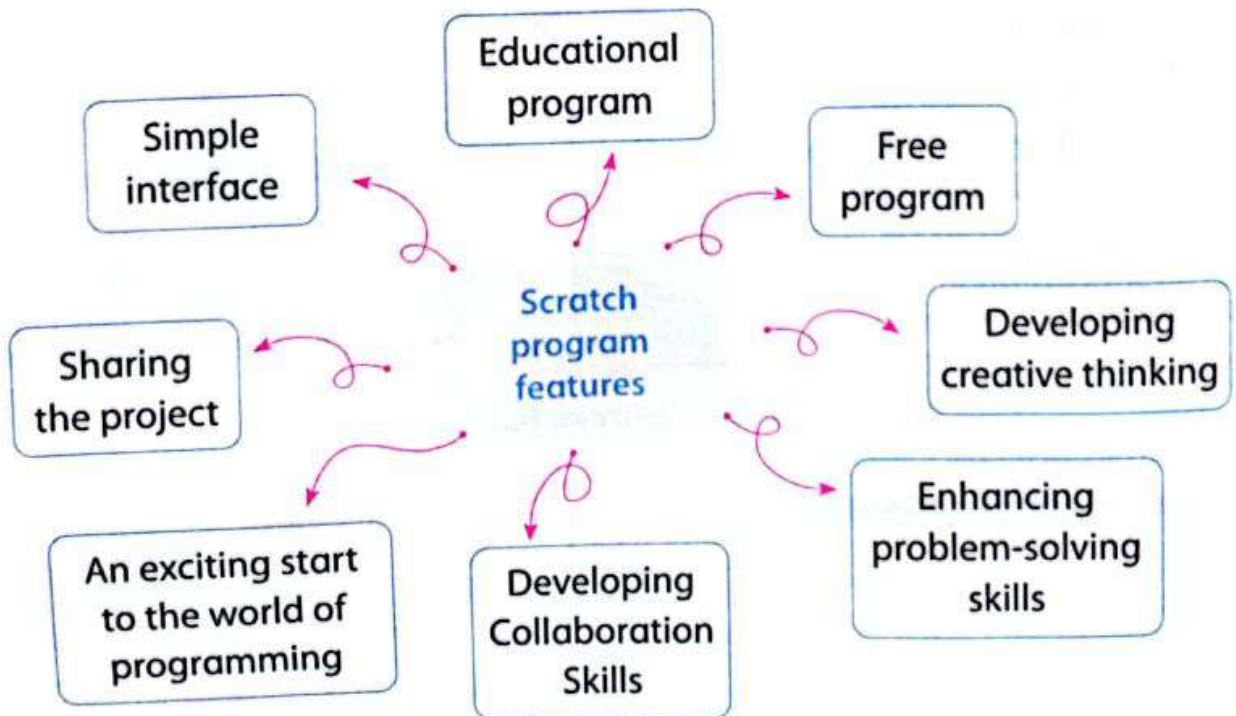 Educational
program
Simple
interface
Free
program
Scratch
program
features
Developing
creative thinking
Sharing
the project
Enhancing
problem-solving
skills
An exciting start
to the world of
programming
Developing
Collaboration
Skills